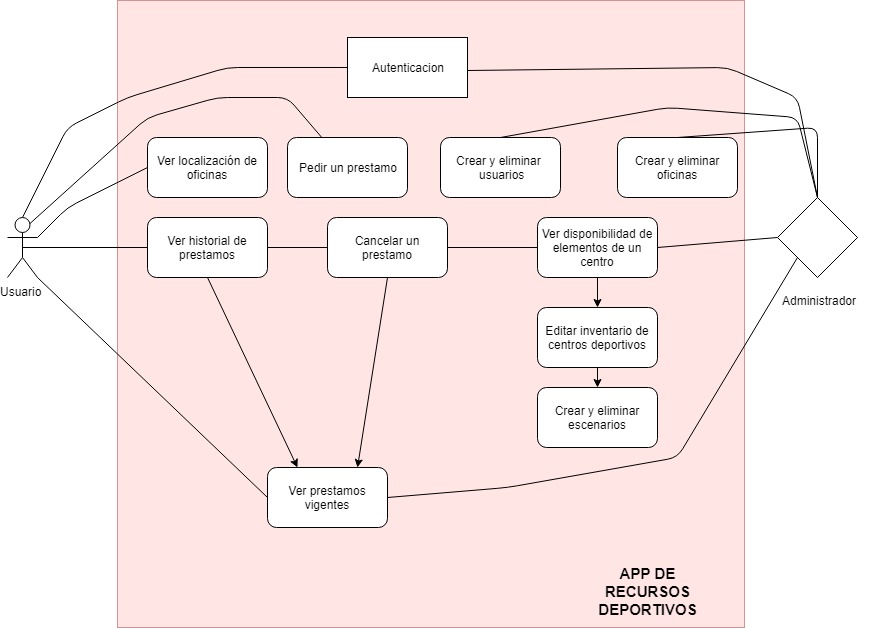 Autenticacion
Ver localización de
oficinas
Pedir un prestamo
Crear y eliminar
usuarios
Crear y eliminar
oficinas
Ver historial de
prestamos
Cancelar un
prestamo
Ver disponibilidad de
elementos de un
centro
Usuario
Administrador
Editar inventario de
centros deportivos
Crear y eliminar
escenarios
Ver prestamos
vigentes
APP DE
RECURSOS
DEPORTIVOS